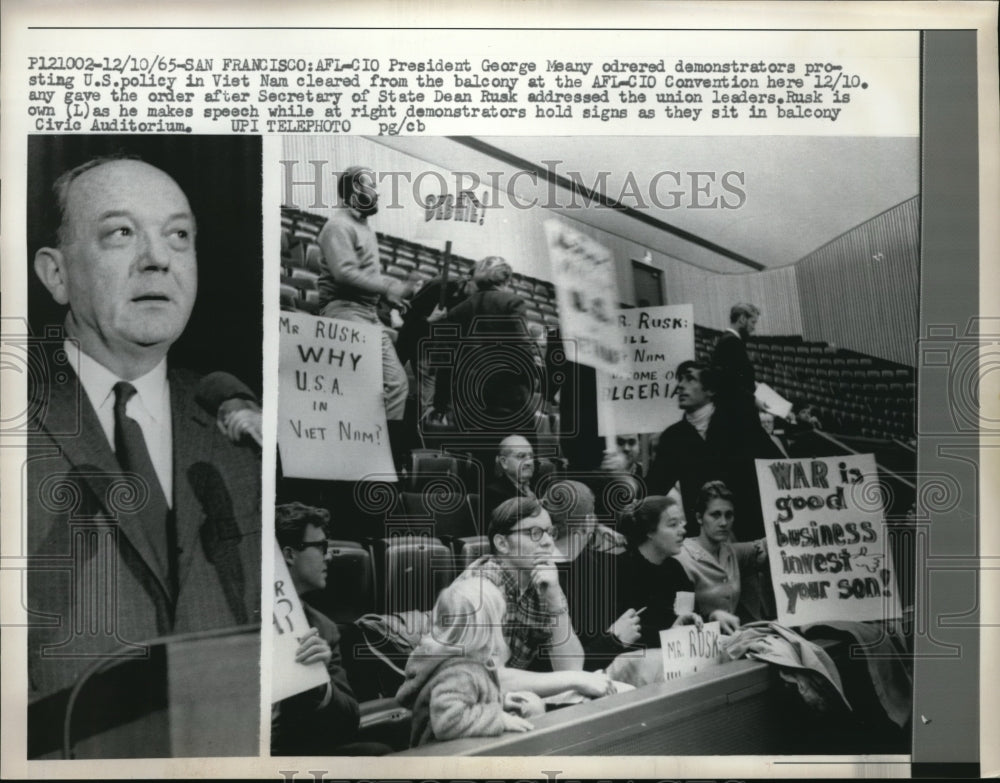 P121002-12/10/65-SAN FRANCISCO:AFL-CIO President George Meany odrered demonstrators pro-
sting U.S.policy in Viet Nam cleared from the balcony at the AFL-CIO Convention here 12/10.
any gave the order after Secretary of State Dean Rusk addressed the union leaders.Rusk is
own (L)as he makes speech while at right demonstrators hold signs as they sit in balcony
Civic Auditorium. UPI TELEPHOTO pg/cb
HISTORIC IMAGES
DEBATE!
MR RUSK
WHY
U.S.A.
IN
VIET NAM?
MR. RUSK:
ILL
NAM
COME
LGERIA
WAR
is
good
business
invest
your
son!
MR. RUSK